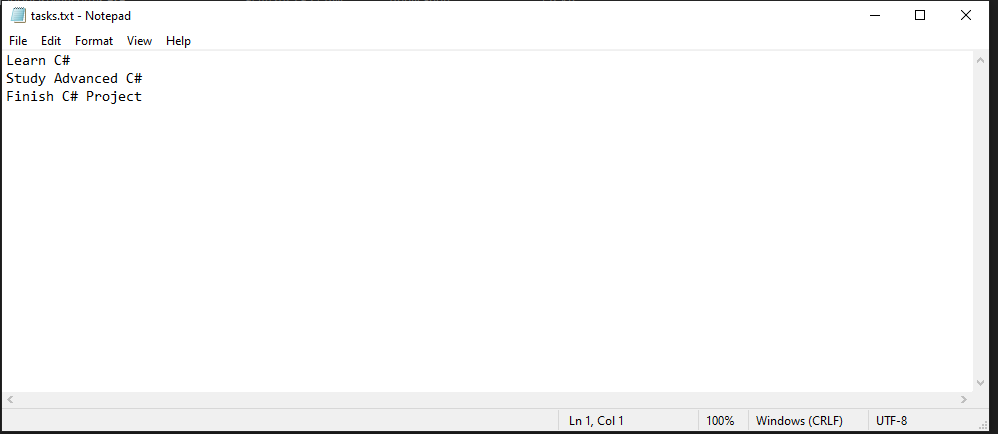 tasks.txt - Notepad
File Edit Format View Help
Learn C#
Study Advanced C#
Finish C# Project
Ln 1, Col 1 100% Windows (CRLF) UTF-8